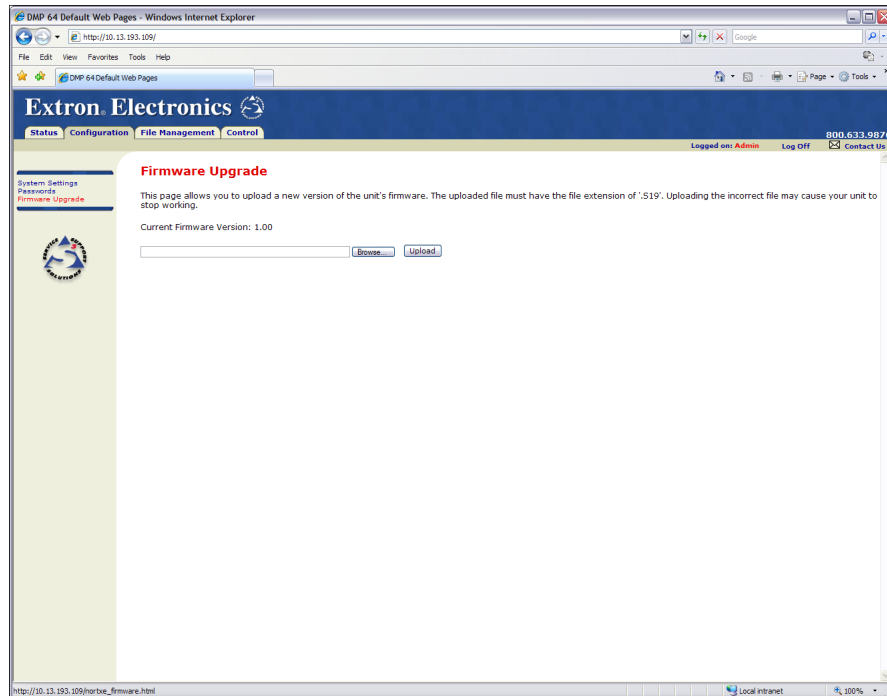 DMP 64 Default Web Pages - Windows Internet Explorer
http://10.13.193.109/
Google
File Edit View Favorites Tools Help
DMP 64 Default Web Pages
Page Tools
Extron® Electronics
Status Configuration File Management Control
800.633.987
Logged on: Admin Log Off Contact Us
Firmware Upgrade
System Settings
Passwords
Firmware Upgrade
This page allows you to upload a new version of the unit's firmware. The uploaded file must have the file extension of '.S19'. Uploading the incorrect file may cause your unit to
stop working.
Current Firmware Version: 1.00
Browse... Upload
SERVICE SUPPORT
S3
SOLUTIONS
http://10.13.193.109/nortxe_firmware.html
Local intranet
100%